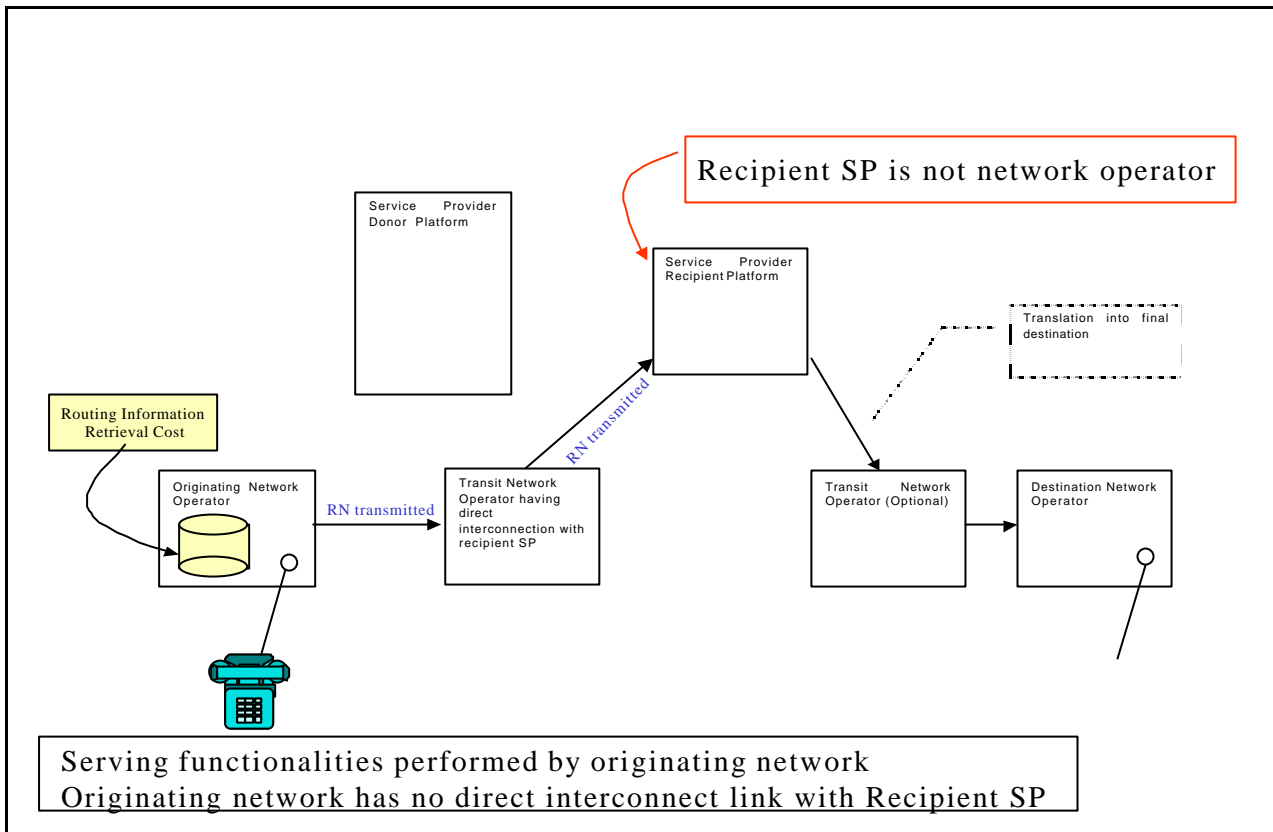 Recipient SP is not network operator
Service Provider
Donor Platform
Service Provider
Recipient Platform
Translation into final
destination
Routing Information
Retrieval Cost
Originating Network
Operator
RN transmitted
Transit Network
Operator having
direct
interconnection with
recipient SP
RN transmitted
Transit Network
Operator (Optional)
Destination Network
Operator
Serving functionalities performed by originating network
Originating network has no direct interconnect link with Recipient SP